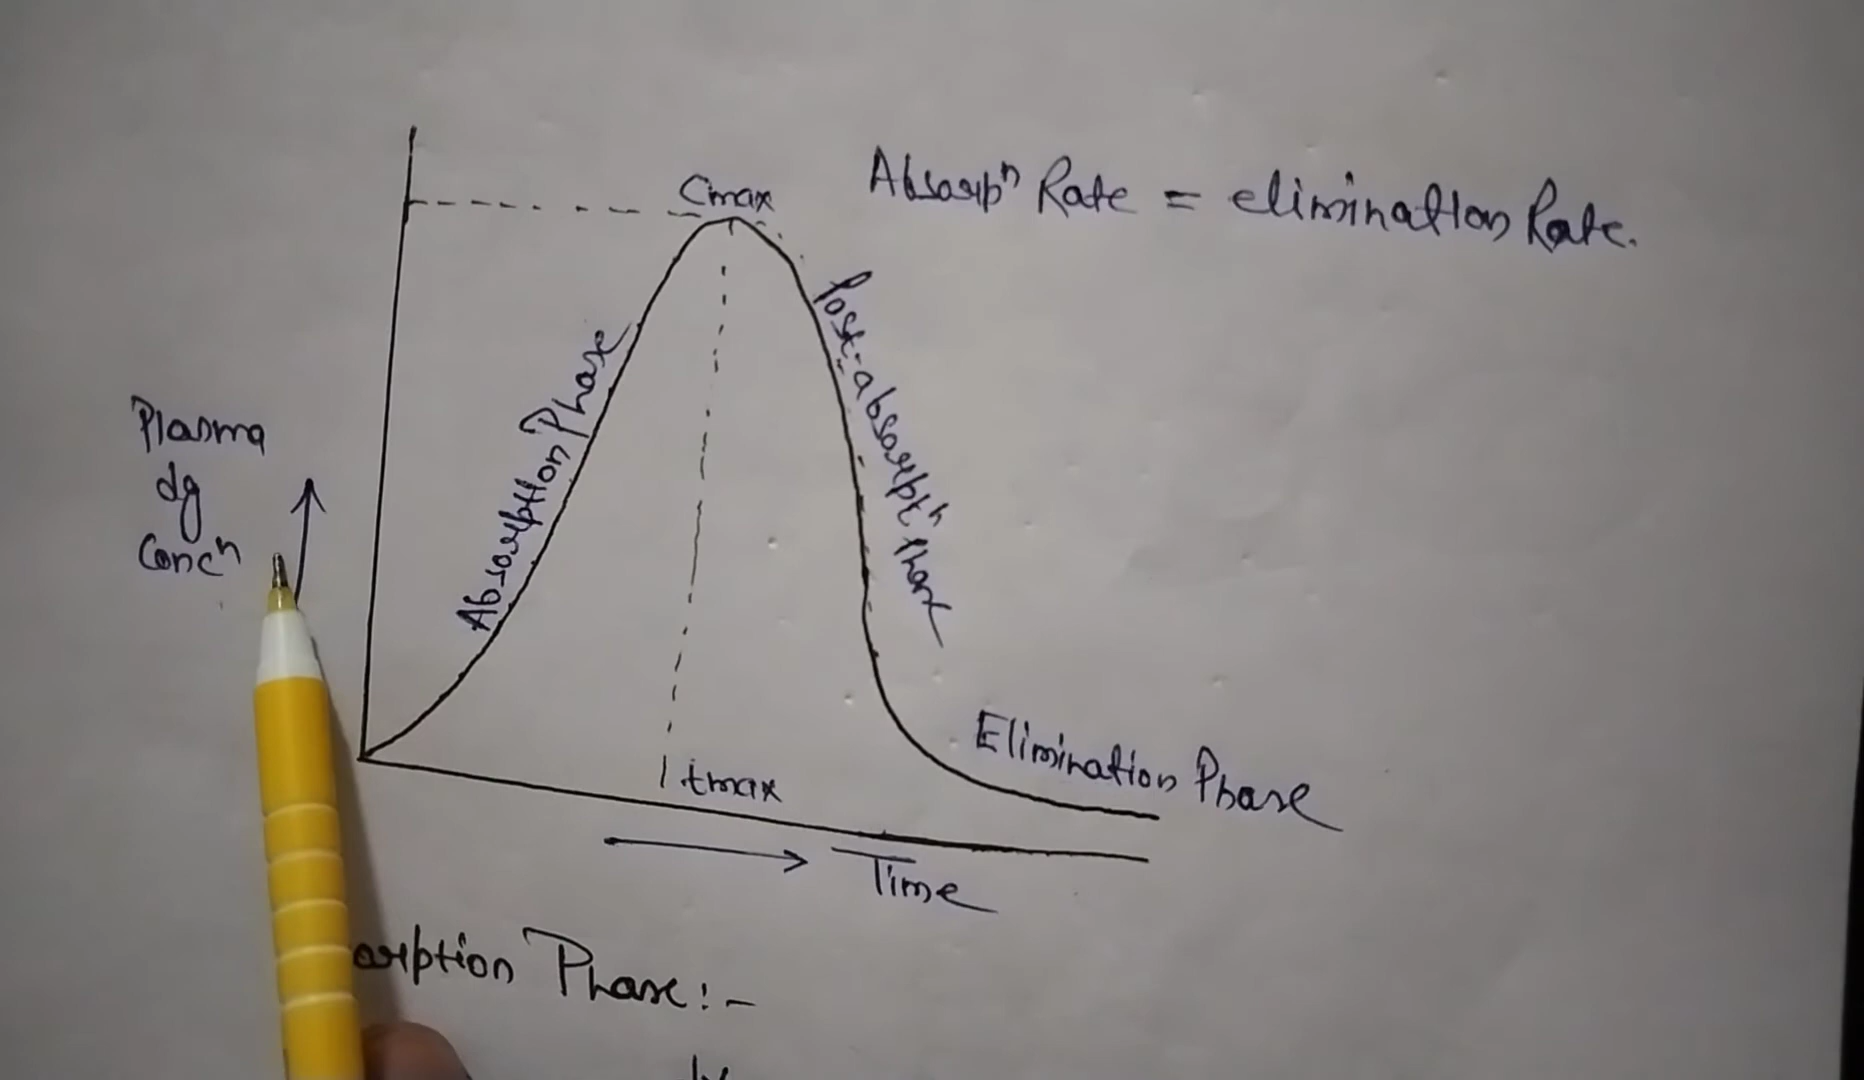 Cmax
Absorpⁿ Rate = elimination Rate.
Absorption Phase
Post-absorptⁿ Phase
Plasma
dg
Concⁿ
Elimination Phase
tmax
Time
orption Phase:-